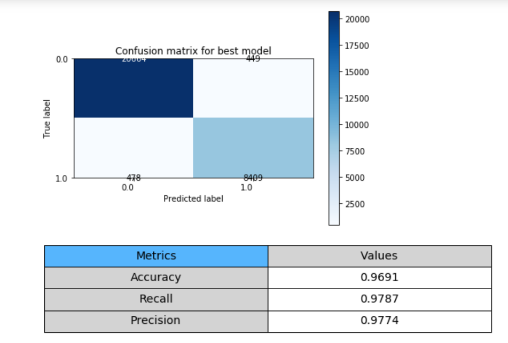 Confusion matrix for best model
0.0
20664
449
True label
1.0
478
8409
0.0
1.0
Predicted label
20000
17500
15000
12500
10000
7500
5000
2500
Metrics Values
Accuracy 0.9691
Recall 0.9787
Precision 0.9774